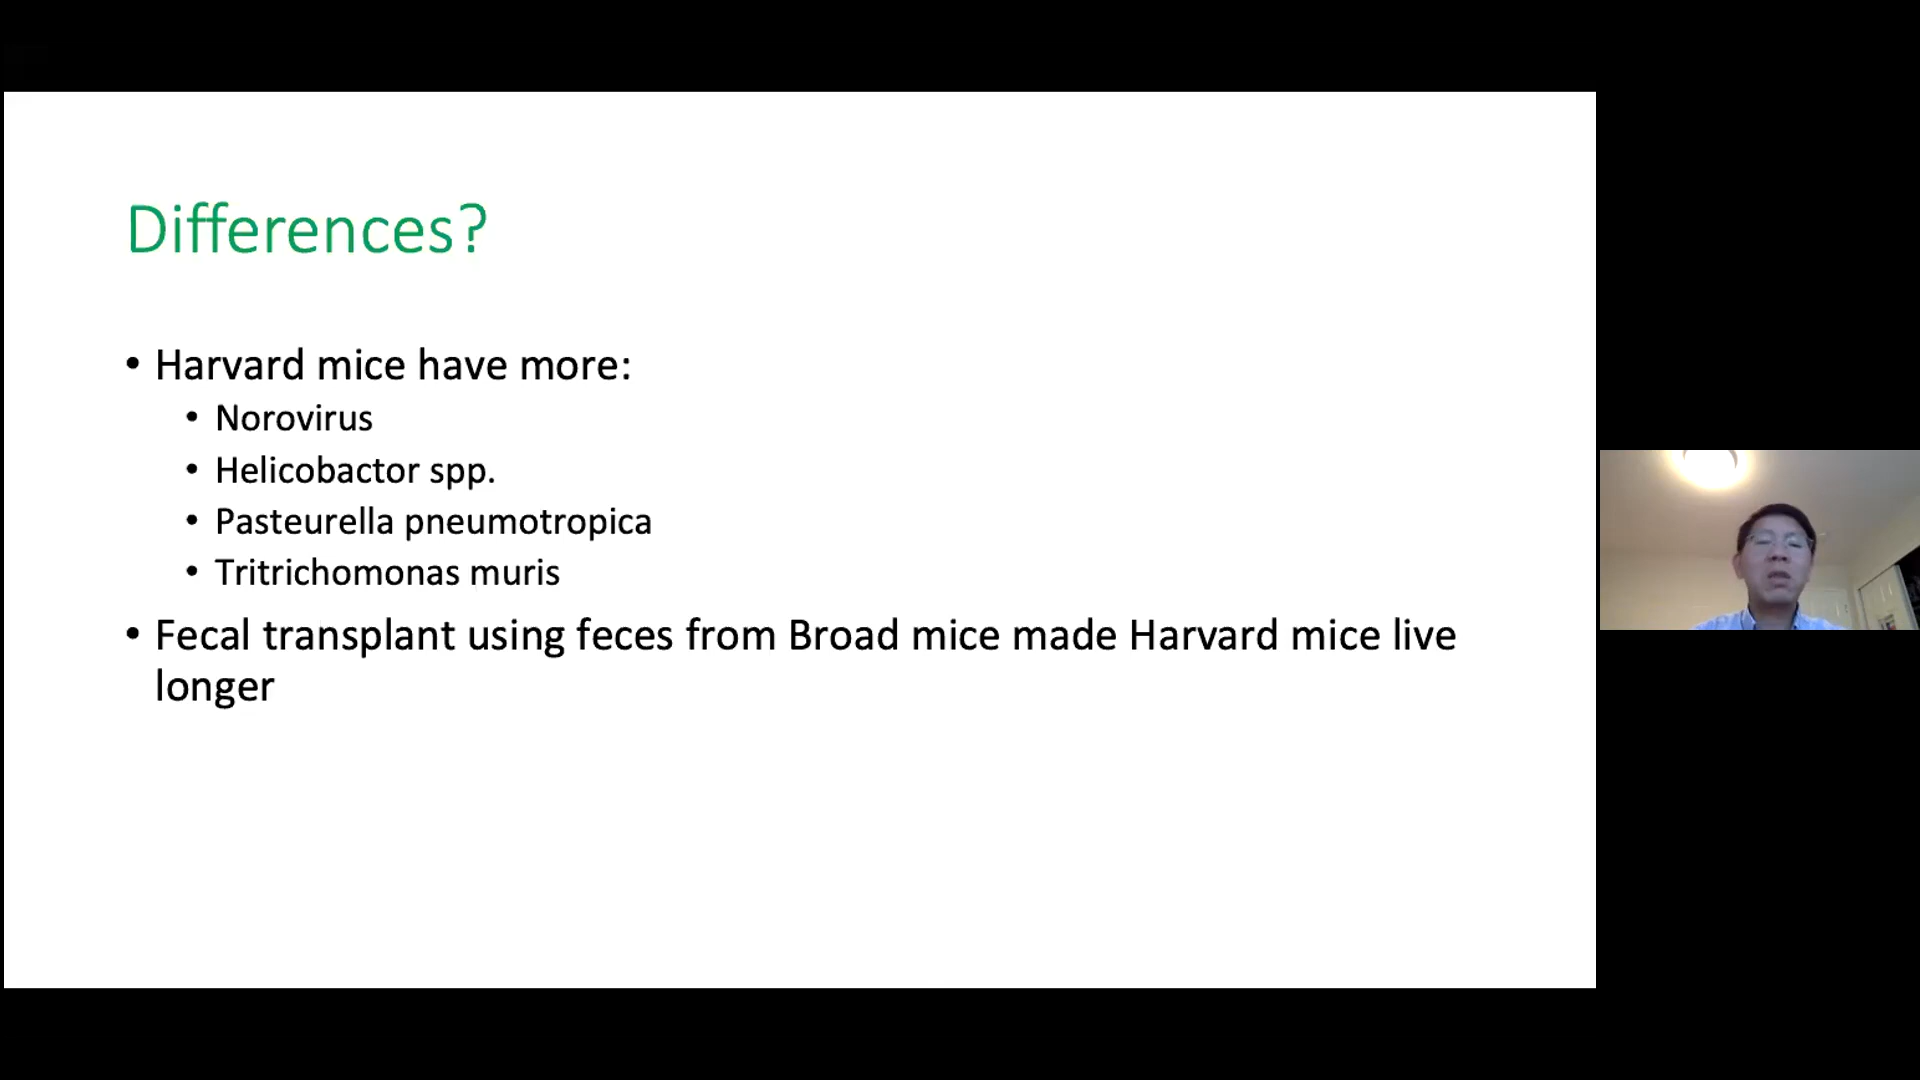 Differences?
• Harvard mice have more:
• Norovirus
• Helicobactor spp.
• Pasteurella pneumotropica
• Tritrichomonas muris
• Fecal transplant using feces from Broad mice made Harvard mice live
longer